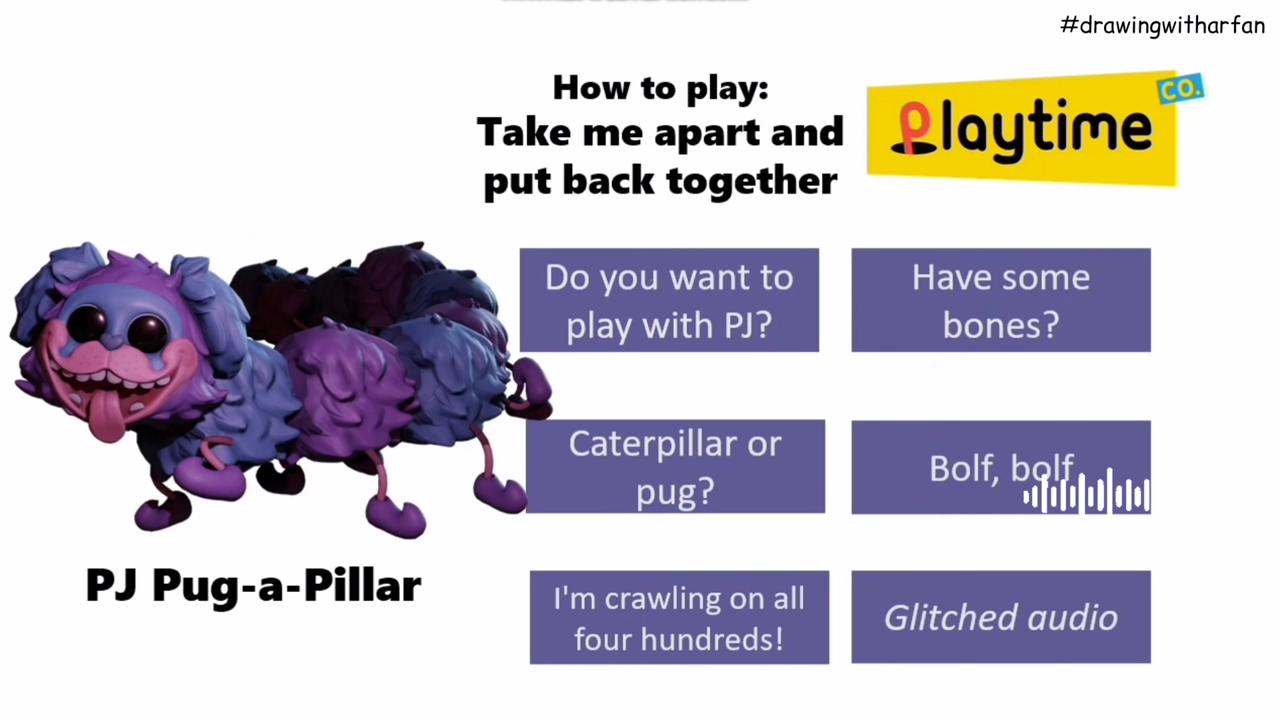 #drawingwitharfan
How to play:
Take me apart and
put back together
Playtime
CO.
Do you want to
play with PJ?
Have some
bones?
Caterpillar or
pug?
Bolf, bolf
I'm crawling on all
four hundreds!
Glitched audio
PJ Pug-a-Pillar